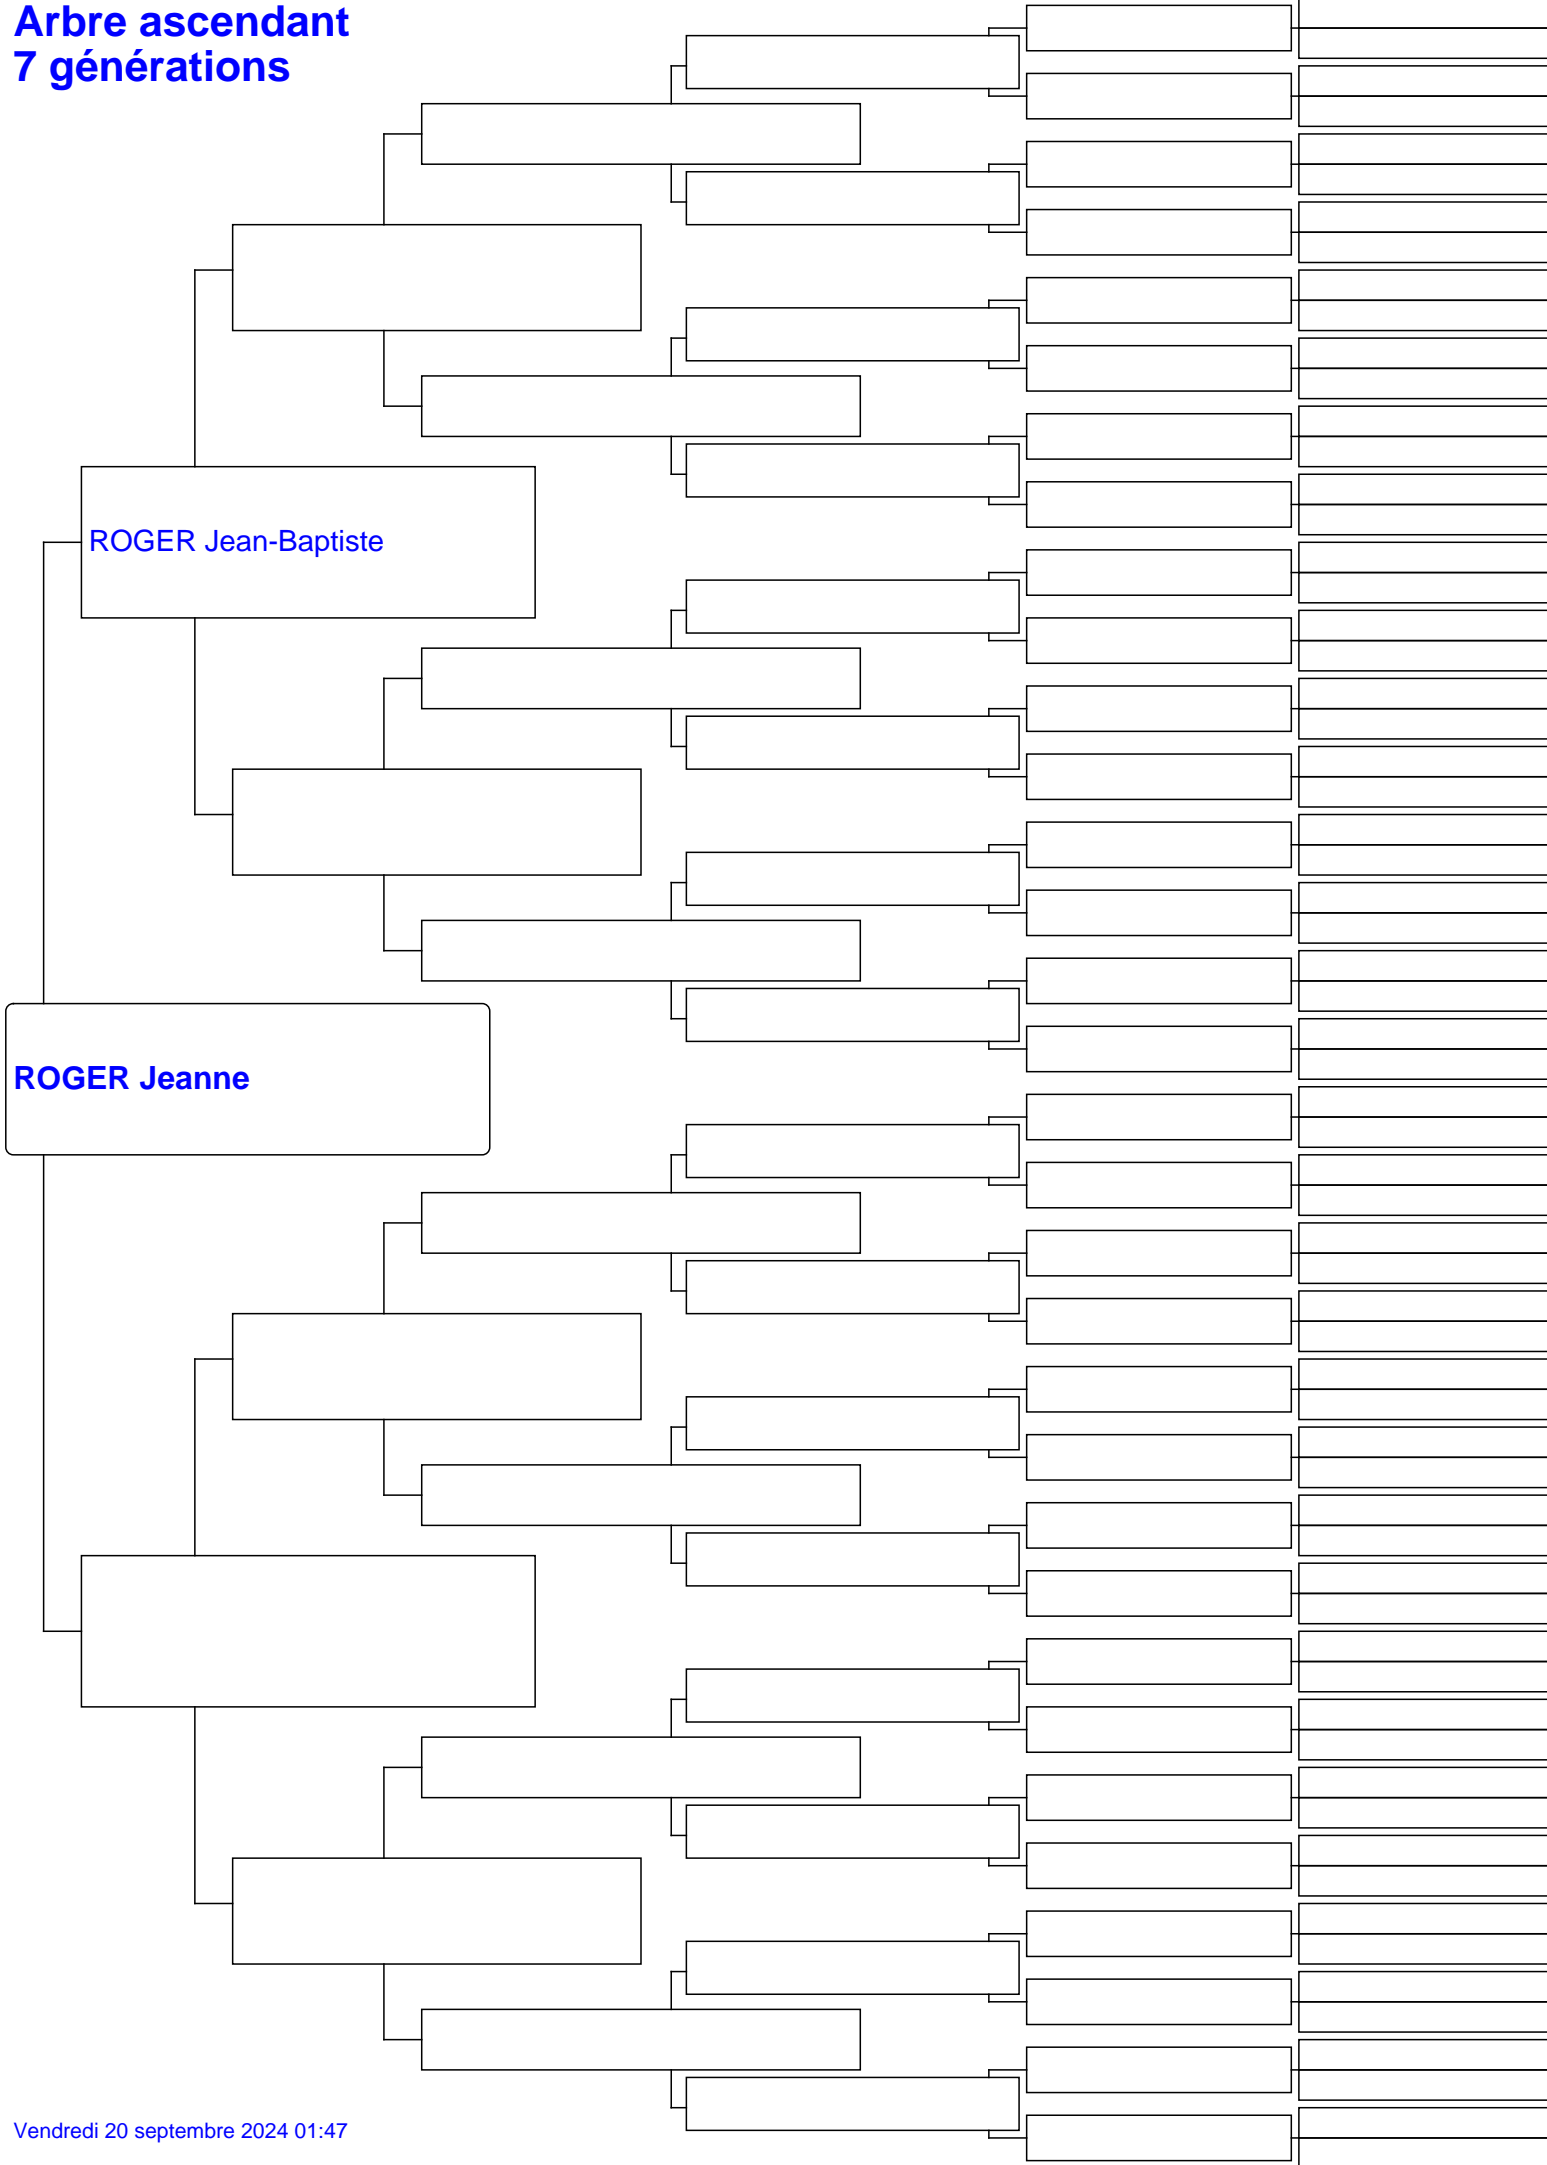 Arbre ascendant
7 générations
ROGER Jean-Baptiste
ROGER Jeanne
Vendredi 20 septembre 2024 01:47